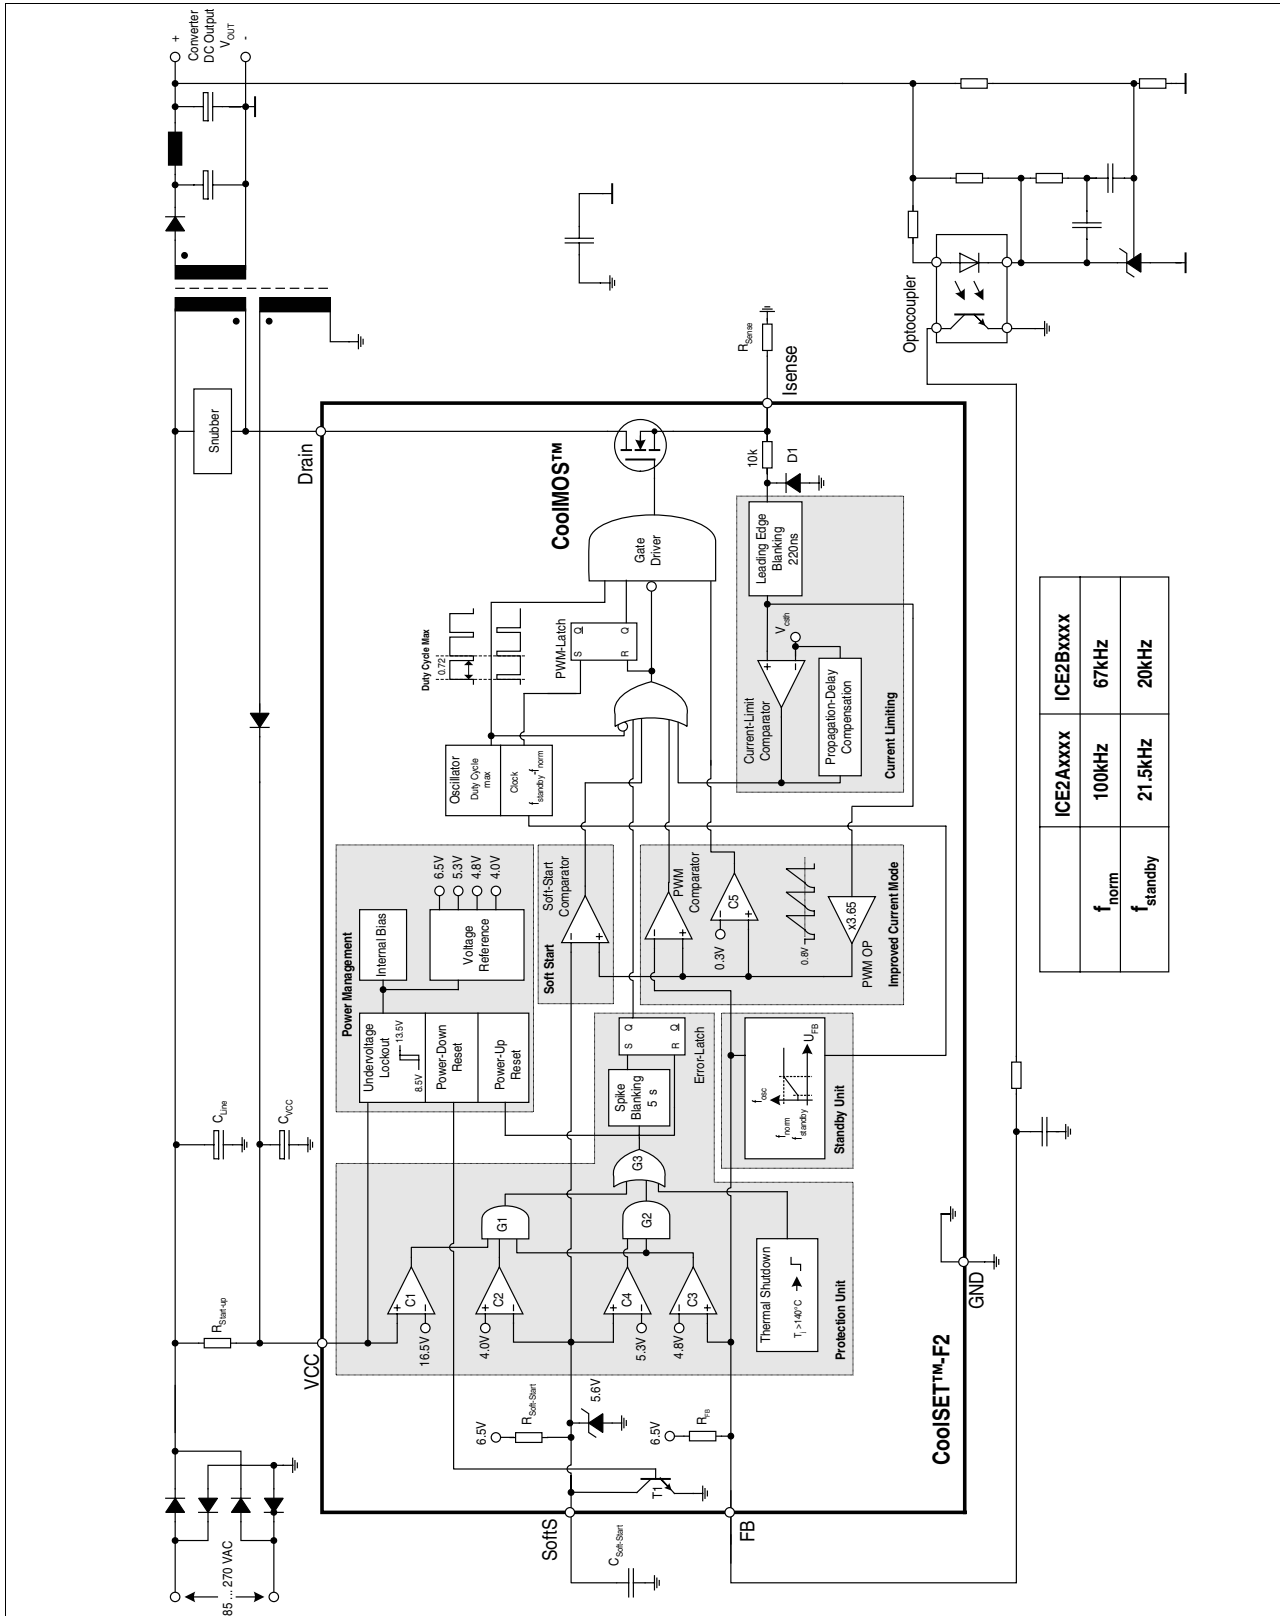 85 ... 270 VAC
R Start-up
C Line
C VCC
Snubber
+
Converter
DC Output
V OUT
-
VCC
Drain
Power Management
Undervoltage
Lockout
13.5V
8.5V
Power-Down
Reset
Power-Up
Reset
Internal Bias
Voltage
Reference
6.5V
5.3V
4.8V
4.0V
Oscillator
Duty Cycle
max
Clock
f standby -f norm
Duty Cycle Max
0.72
PWM-Latch
S
Q
R
Q
Gate
Driver
CoolMOS™
Soft Start
Soft-Start
Comparator
-
+
C1
+
-
16.5V
C2
+
-
4.0V
G1
C4
+
-
5.3V
C3
-
+
4.8V
G2
G3
Spike
Blanking
5 s
S
Q
R
Q
Error-Latch
Thermal Shutdown
T j >140°C
Protection Unit
6.5V
R Soft-Start
5.6V
6.5V
R FB
T1
SoftS
C Soft-Start
FB
PWM
Comparator
-
+
C5
-
+
0.3V
0.8V
x3.65
PWM OP
Improved Current Mode
f osc
f norm
f standby
U FB
Standby Unit
Current-Limit
Comparator
+
-
V csth
Leading Edge
Blanking
220ns
Propagation-Delay
Compensation
Current Limiting
10k
D1
Isense
R Sense
Optocoupler
GND
CoolSET™-F2
ICE2Axxxx ICE2Bxxxx
f norm 100kHz 67kHz
f standby 21.5kHz 20kHz